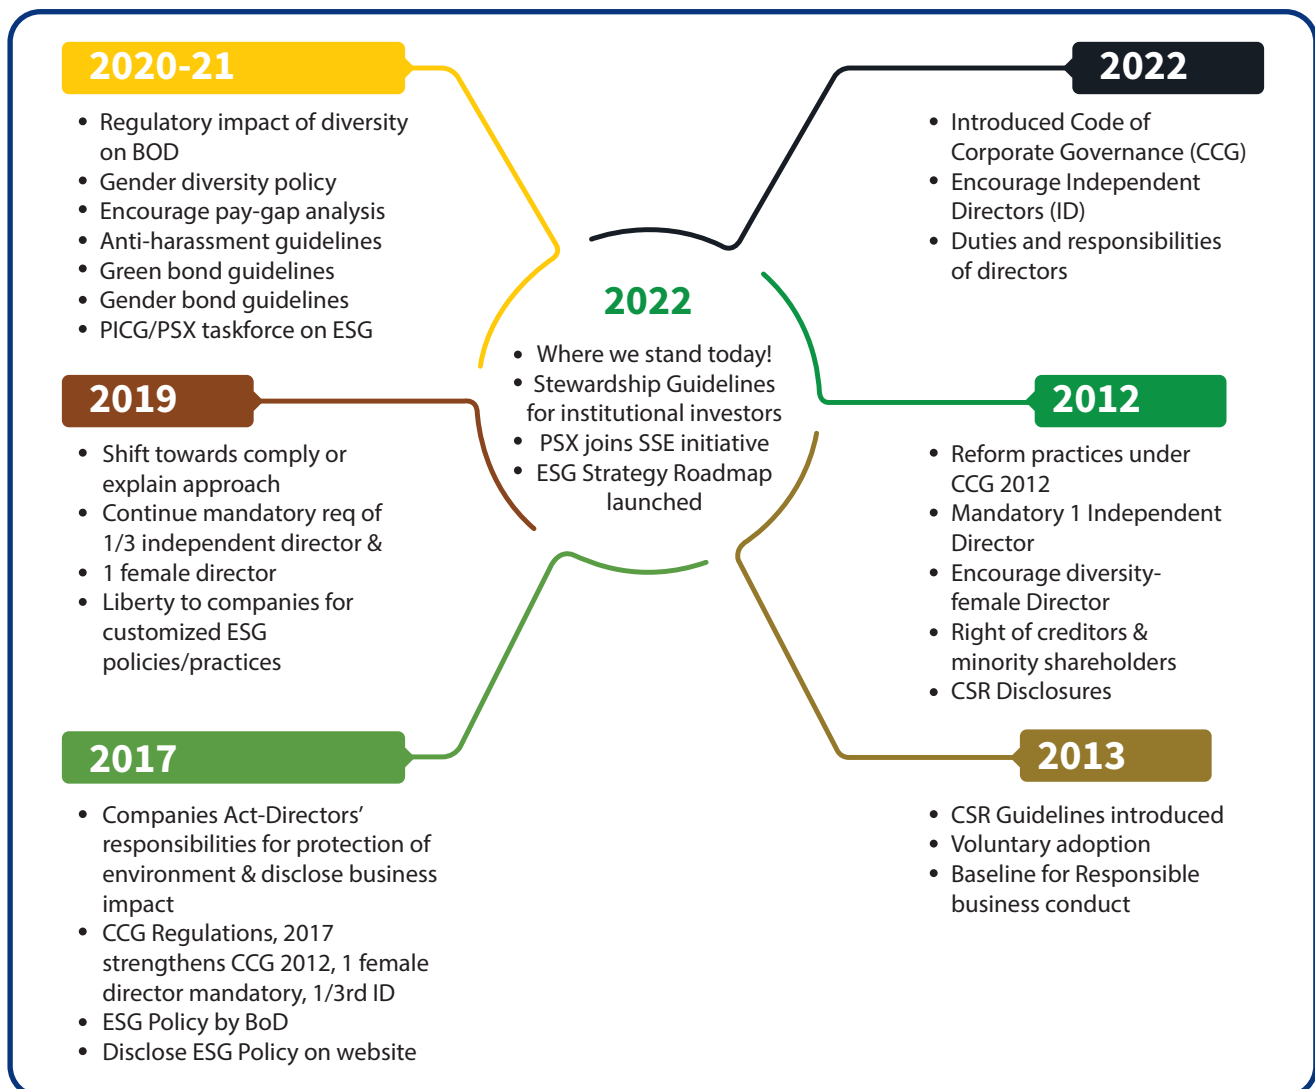 2020-21
• Regulatory impact of diversity
on BOD
• Gender diversity policy
• Encourage pay-gap analysis
• Anti-harassment guidelines
• Green bond guidelines
• Gender bond guidelines
• PICG/PSX taskforce on ESG
2019
• Shift towards comply or
explain approach
• Continue mandatory req of
1/3 independent director &
• 1 female director
• Liberty to companies for
customized ESG
policies/practices
2017
• Companies Act-Directors’
responsibilities for protection of
environment & disclose business
impact
• CCG Regulations, 2017
strengthens CCG 2012, 1 female
director mandatory, 1/3rd ID
• ESG Policy by BoD
• Disclose ESG Policy on website
2022
• Where we stand today!
• Stewardship Guidelines
for institutional investors
• PSX joins SSE initiative
• ESG Strategy Roadmap
launched
2022
• Introduced Code of
Corporate Governance (CCG)
• Encourage Independent
Directors (ID)
• Duties and responsibilities
of directors
2012
• Reform practices under
CCG 2012
• Mandatory 1 Independent
Director
• Encourage diversity-
female Director
• Right of creditors &
minority shareholders
• CSR Disclosures
2013
• CSR Guidelines introduced
• Voluntary adoption
• Baseline for Responsible
business conduct